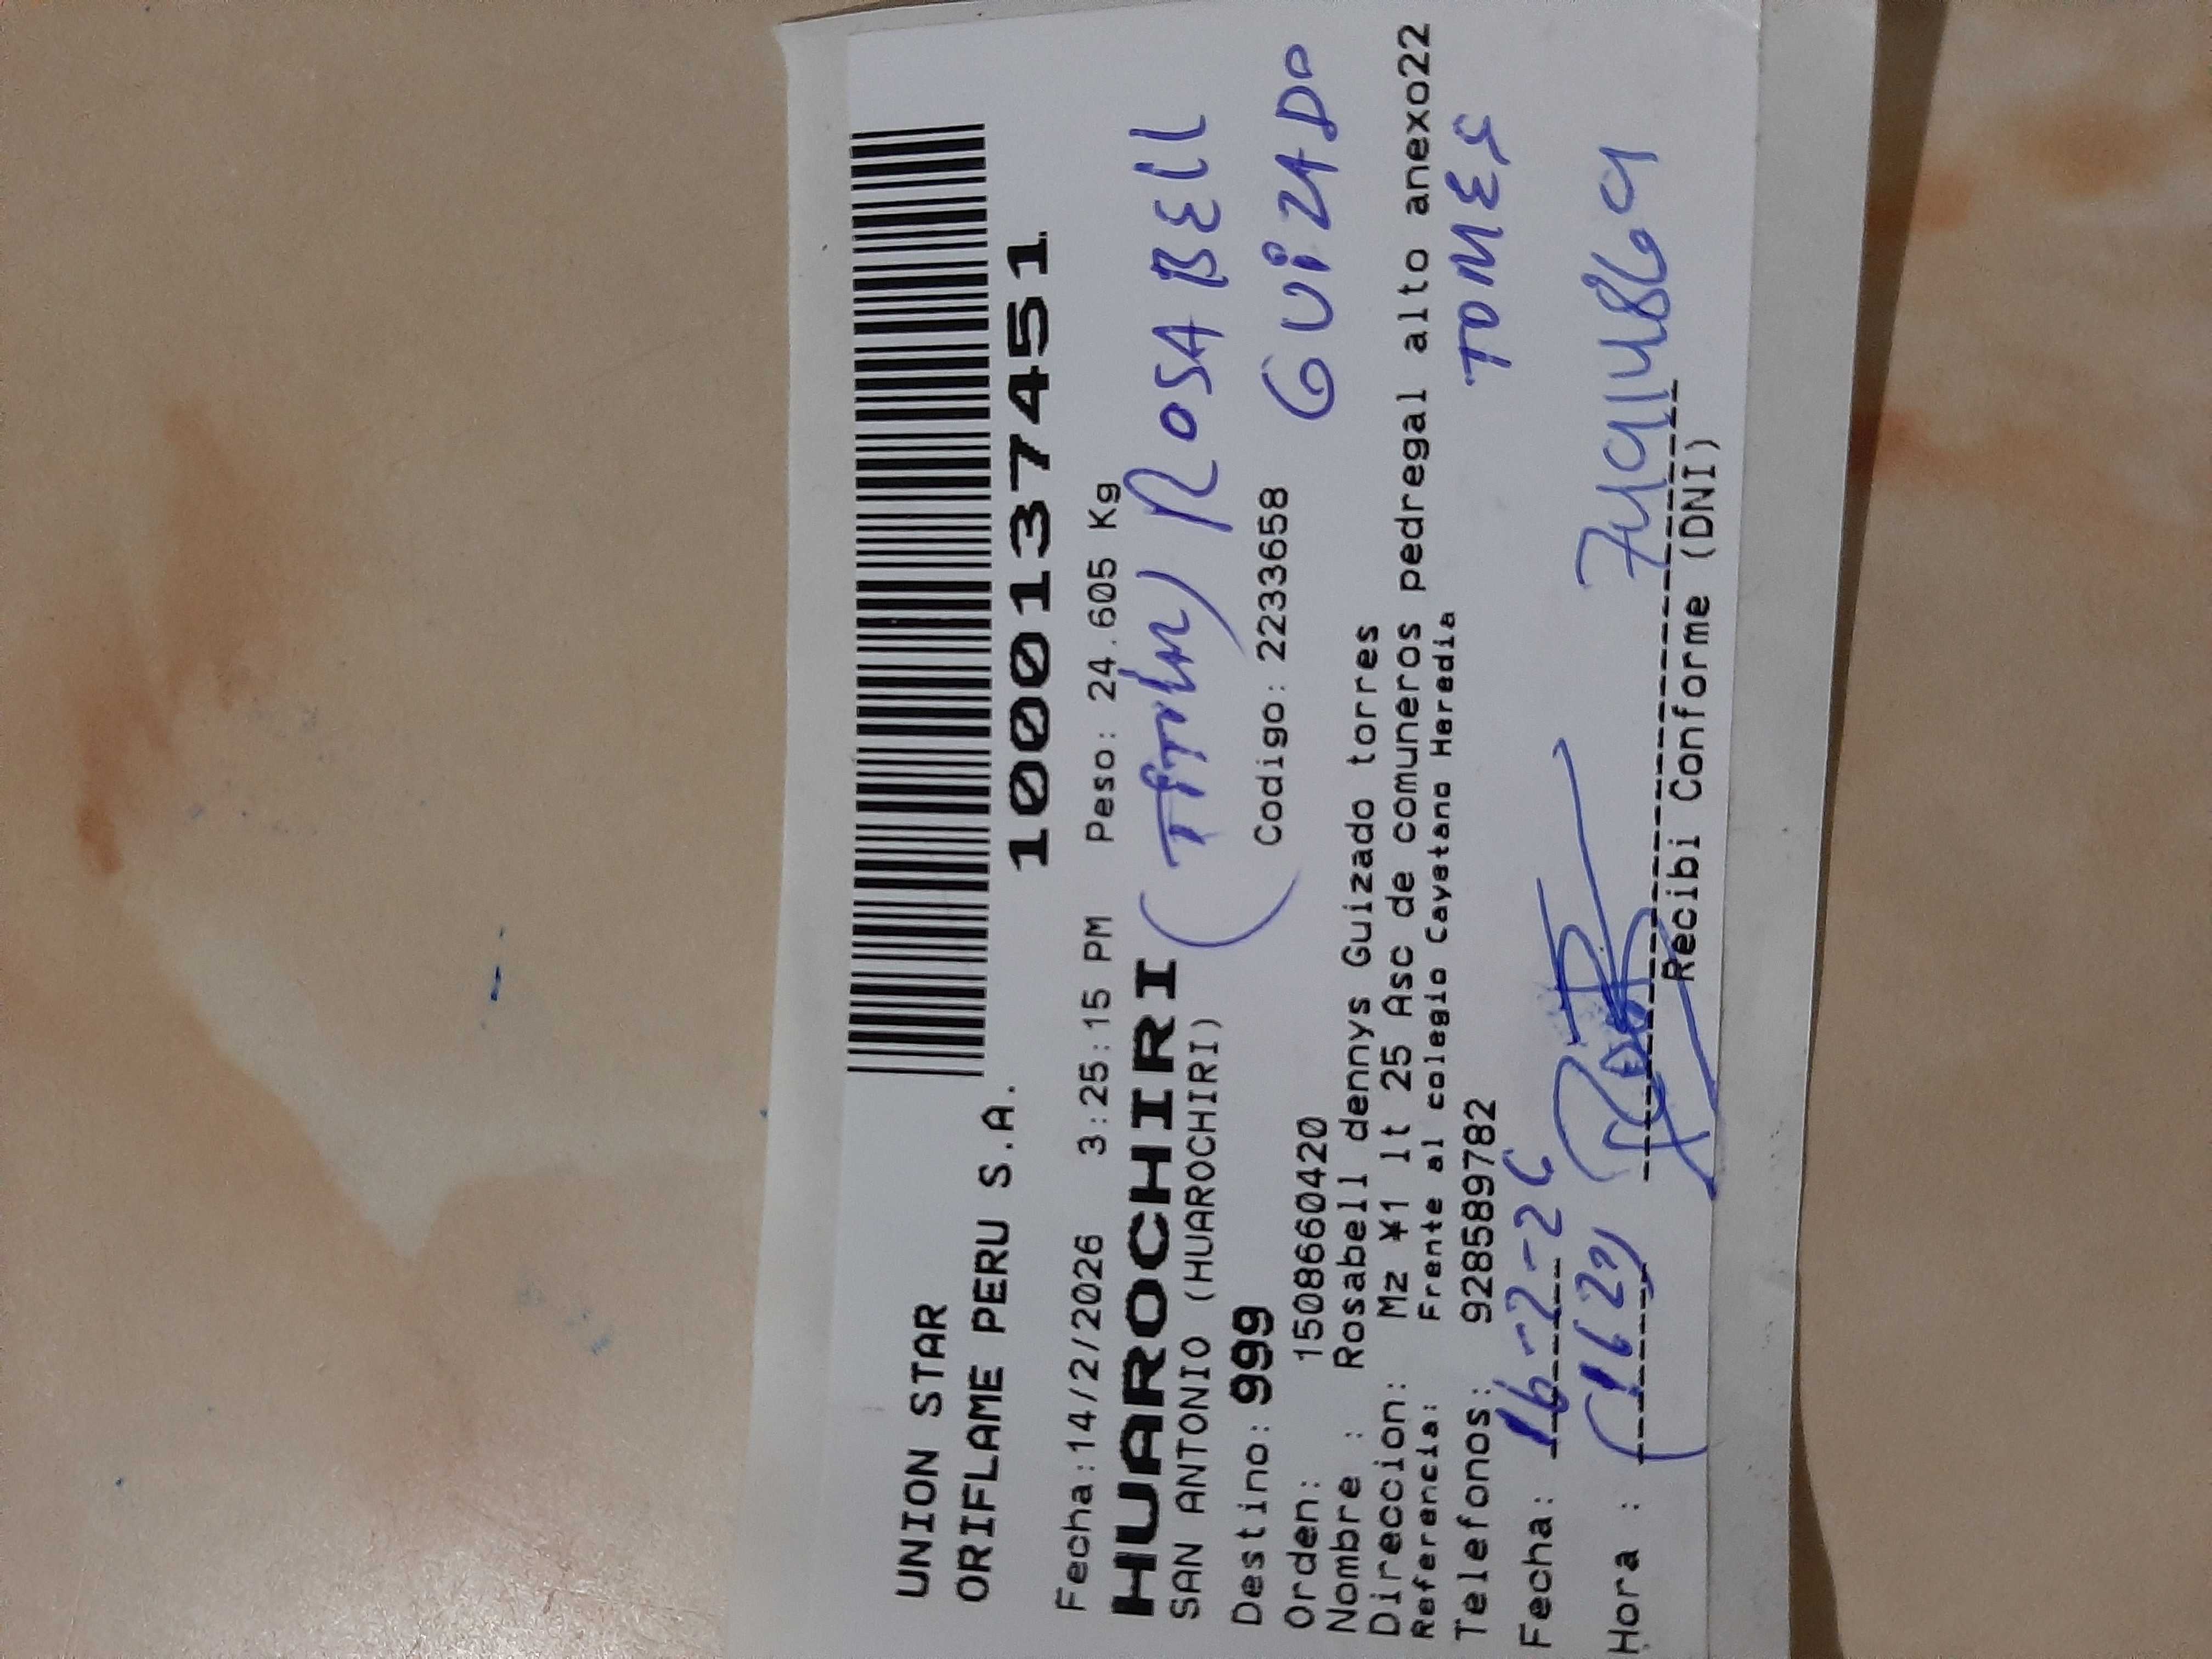 UNION STAR
ORIFLAME PERU S.A.
1000137451
Fecha:14/2/2026 3:25:15 PM Peso: 24.605 Kg
HUAROCHIRI
SAN ANTONIO (HUAROCHIRI)
(Titular) ROSABELL
Destino: 999 Codigo: 2233658
GUIZADO
Orden: 1508660420
Nombre : Rosabell dennys Guizado torres
Direccion: Mz ¥1 lt 25 Asc de comuneros pedregal alto anexo22
Referencia: Frente al colegio Cayetano Heredia
Telefonos: 928589782
Fecha: 16-2-26
Hora :
Recibi Conforme (DNI)